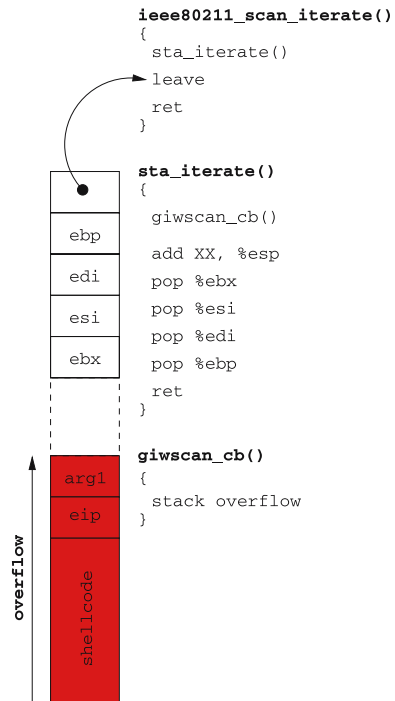 ieee80211_scan_iterate()
{
sta_iterate()
leave
ret
}
sta_iterate()
{
giwscan_cb()
add XX, %esp
pop %ebx
pop %esi
pop %edi
pop %ebp
ret
}
ebp
edi
esi
ebx
giwscan_cb()
{
stack overflow
}
arg1
eip
shellcode
overflow